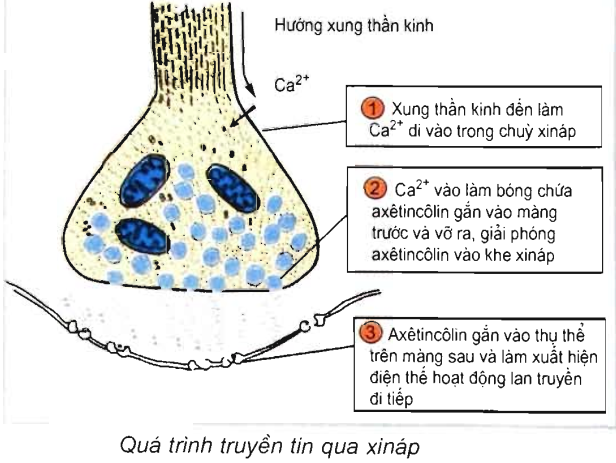 Hướng xung thần kinh
Ca²⁺
1 Xung thần kinh đến làm
Ca²⁺ di vào trong chuỳ xináp
2 Ca²⁺ vào làm bóng chứa
axêtincôlin gắn vào màng
trước và vỡ ra, giải phóng
axêtincôlin vào khe xináp
3 Axêtincôlin gắn vào thụ thể
trên màng sau và làm xuất hiện
điện thế hoạt động lan truyền
đi tiếp
Quá trình truyền tin qua xináp